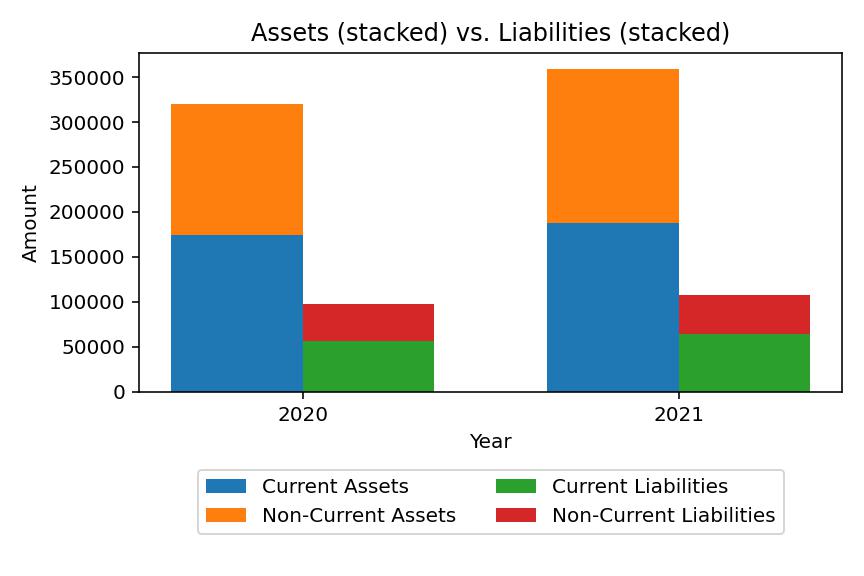 Assets (stacked) vs. Liabilities (stacked)
350000
300000
250000
200000
150000
100000
50000
0
Amount
2020
2021
Year
Current Assets
Non-Current Assets
Current Liabilities
Non-Current Liabilities